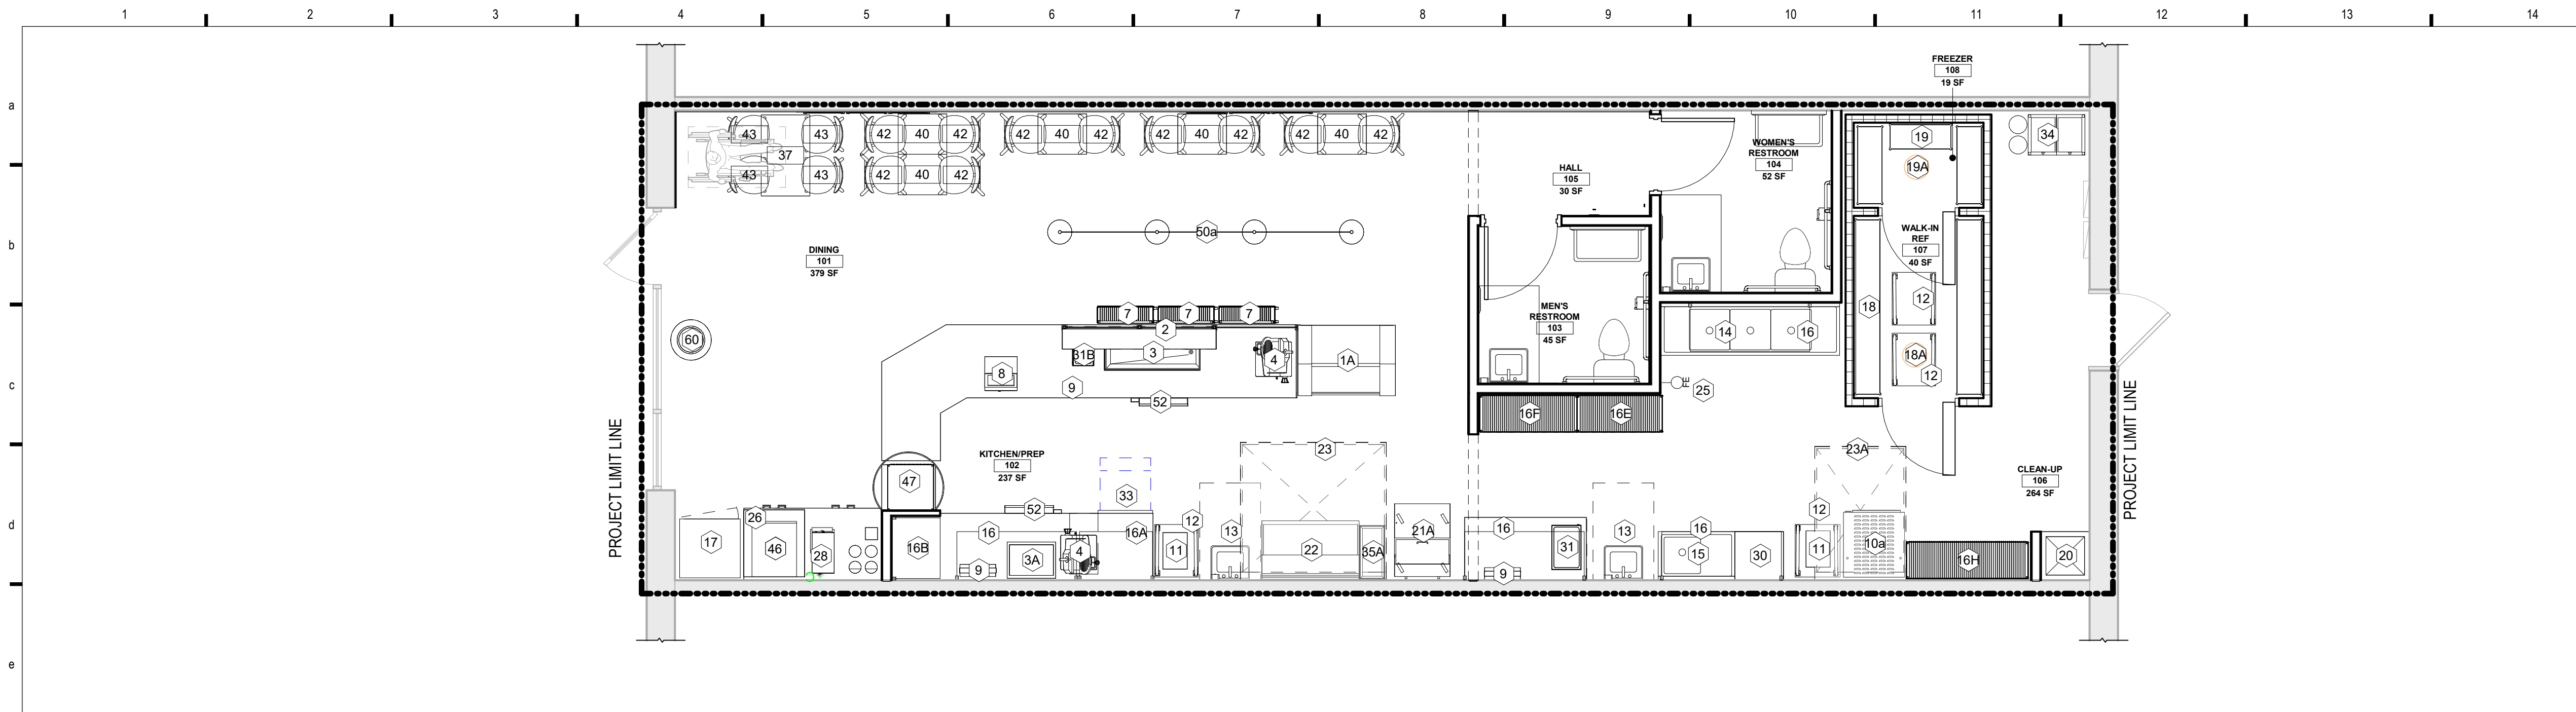 1 2 3 4 5 6 7 8 9 10 11 12 13 14
a
b
c
d
e
FREEZER
108
19 SF
43 43 42 40 42 42 40 42 42 40 42 42 40 42
37
43 43 42 40 42
WOMEN'S
RESTROOM
104
52 SF
HALL
105
30 SF
19
19A
34
50a
DINING
101
379 SF
WALK-IN
REF
107
40 SF
12
18
18A
12
7 7 7
2
3
31B
4
1A
8
9
52
60
MEN'S
RESTROOM
103
45 SF
14 16
FE
25
16F 16E
PROJECT LIMIT LINE
PROJECT LIMIT LINE
KITCHEN/PREP
102
237 SF
47
33
23
23A
CLEAN-UP
106
264 SF
17
26
46
28
16B
16
52
9
3A
4
16A
12
11
13
22
35A
21A
16
31
9
13
16
15
30
12
11
10a
16H
20